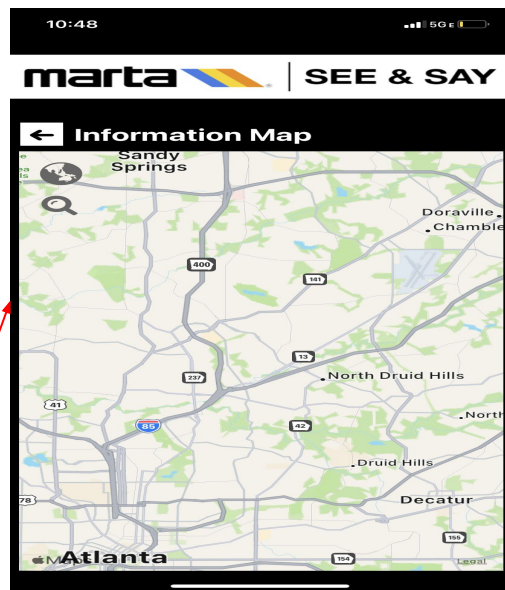 10:48
5G E
marta | SEE & SAY
Information Map
Sandy
Springs
Doraville
Chamble
400
141
13
237
North Druid Hills
41
85
42
North
Druid Hills
78
Decatur
155
Atlanta
154
Legal